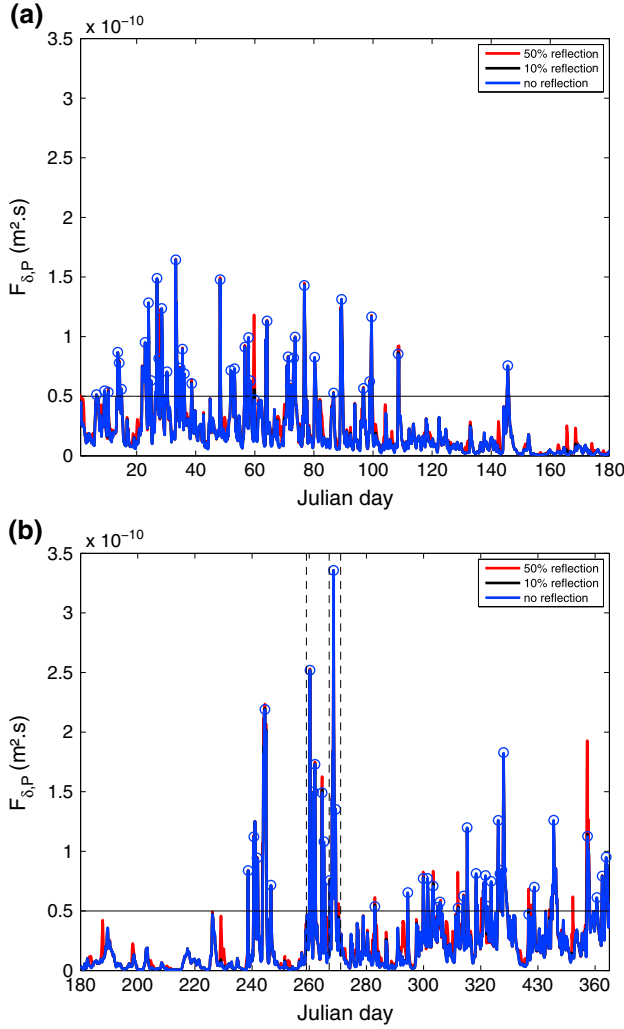 (a)
x 10⁻¹⁰
3.5
3
2.5
2
1.5
1
0.5
0
F_δ,P (m².s)
50% reflection
10% reflection
no reflection
20 40 60 80 100 120 140 160 180
Julian day
(b)
x 10⁻¹⁰
3.5
3
2.5
2
1.5
1
0.5
0
F_δ,P (m².s)
50% reflection
10% reflection
no reflection
180 200 220 240 260 280 300 320 430 360
Julian day